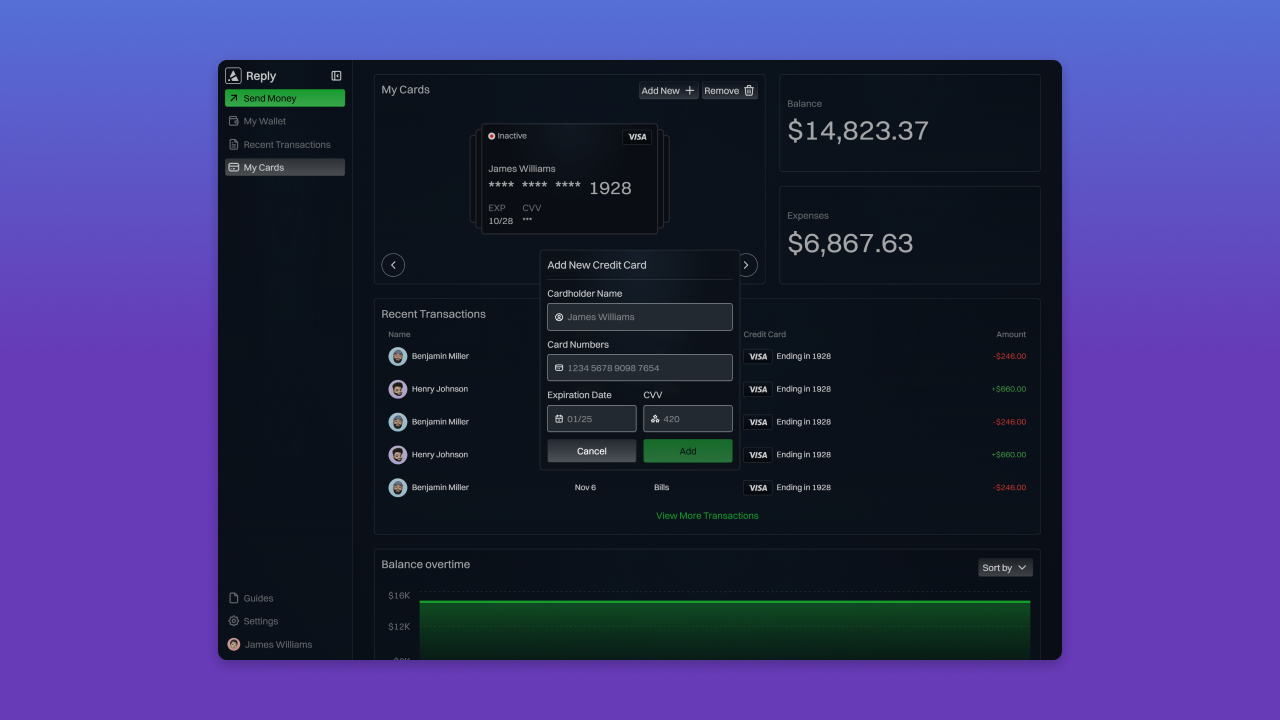 Reply
Send Money
My Wallet
Recent Transactions
My Cards
Guides
Settings
James Williams
My Cards
Add New
Remove
Inactive
VISA
James Williams
**** **** **** 1928
EXP CVV
10/28 ***
Balance
$14,823.37
Expenses
$6,867.63
Add New Credit Card
Cardholder Name
James Williams
Card Numbers
1234 5678 9098 7654
Expiration Date CVV
01/25 420
Cancel Add
Recent Transactions
Name Credit Card Amount
Benjamin Miller VISA Ending in 1928 -$246.00
Henry Johnson VISA Ending in 1928 +$660.00
Benjamin Miller VISA Ending in 1928 -$246.00
Henry Johnson VISA Ending in 1928 +$660.00
Benjamin Miller Nov 6 Bills VISA Ending in 1928 -$246.00
View More Transactions
Balance overtime
Sort by
$16K
$12K